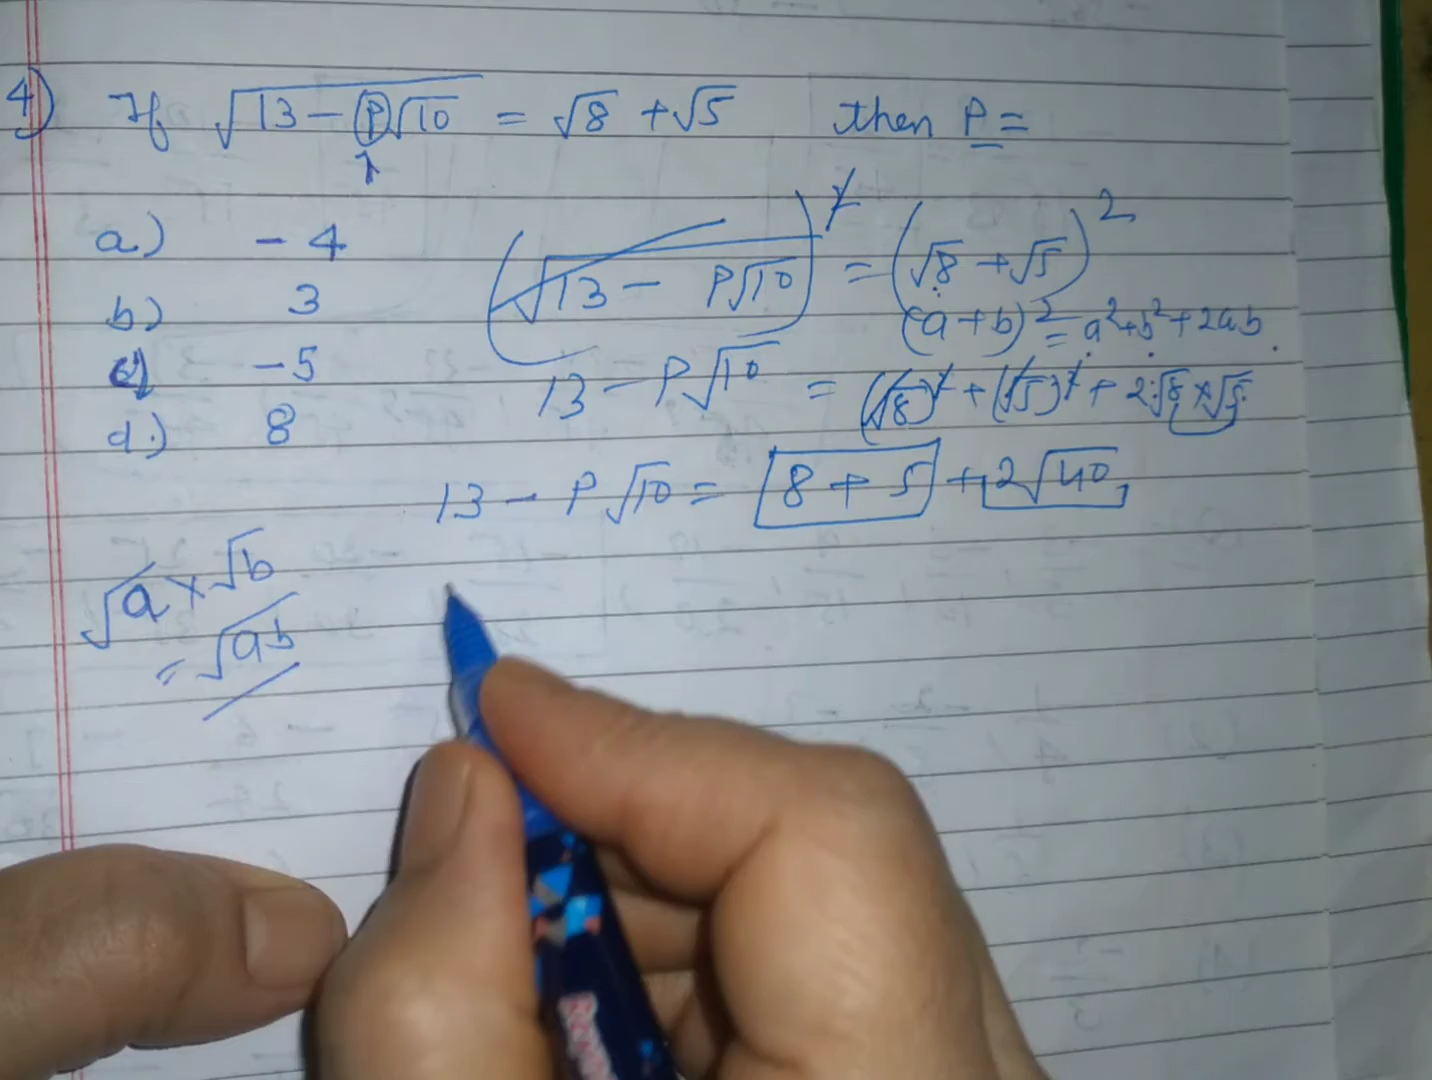 4) If √(13 - P√10) = √8 + √5 then P =
a) - 4
b) 3
c) - 5
d.) 8
(√(13 - P√10))² = (√8 + √5)²
(a + b)² = a² + b² + 2ab.
13 - P√10 = (√8)² + (√5)² + 2·√8 × √5
13 - P√10 = 8 + 5 + 2√40
√a × √b
= √ab